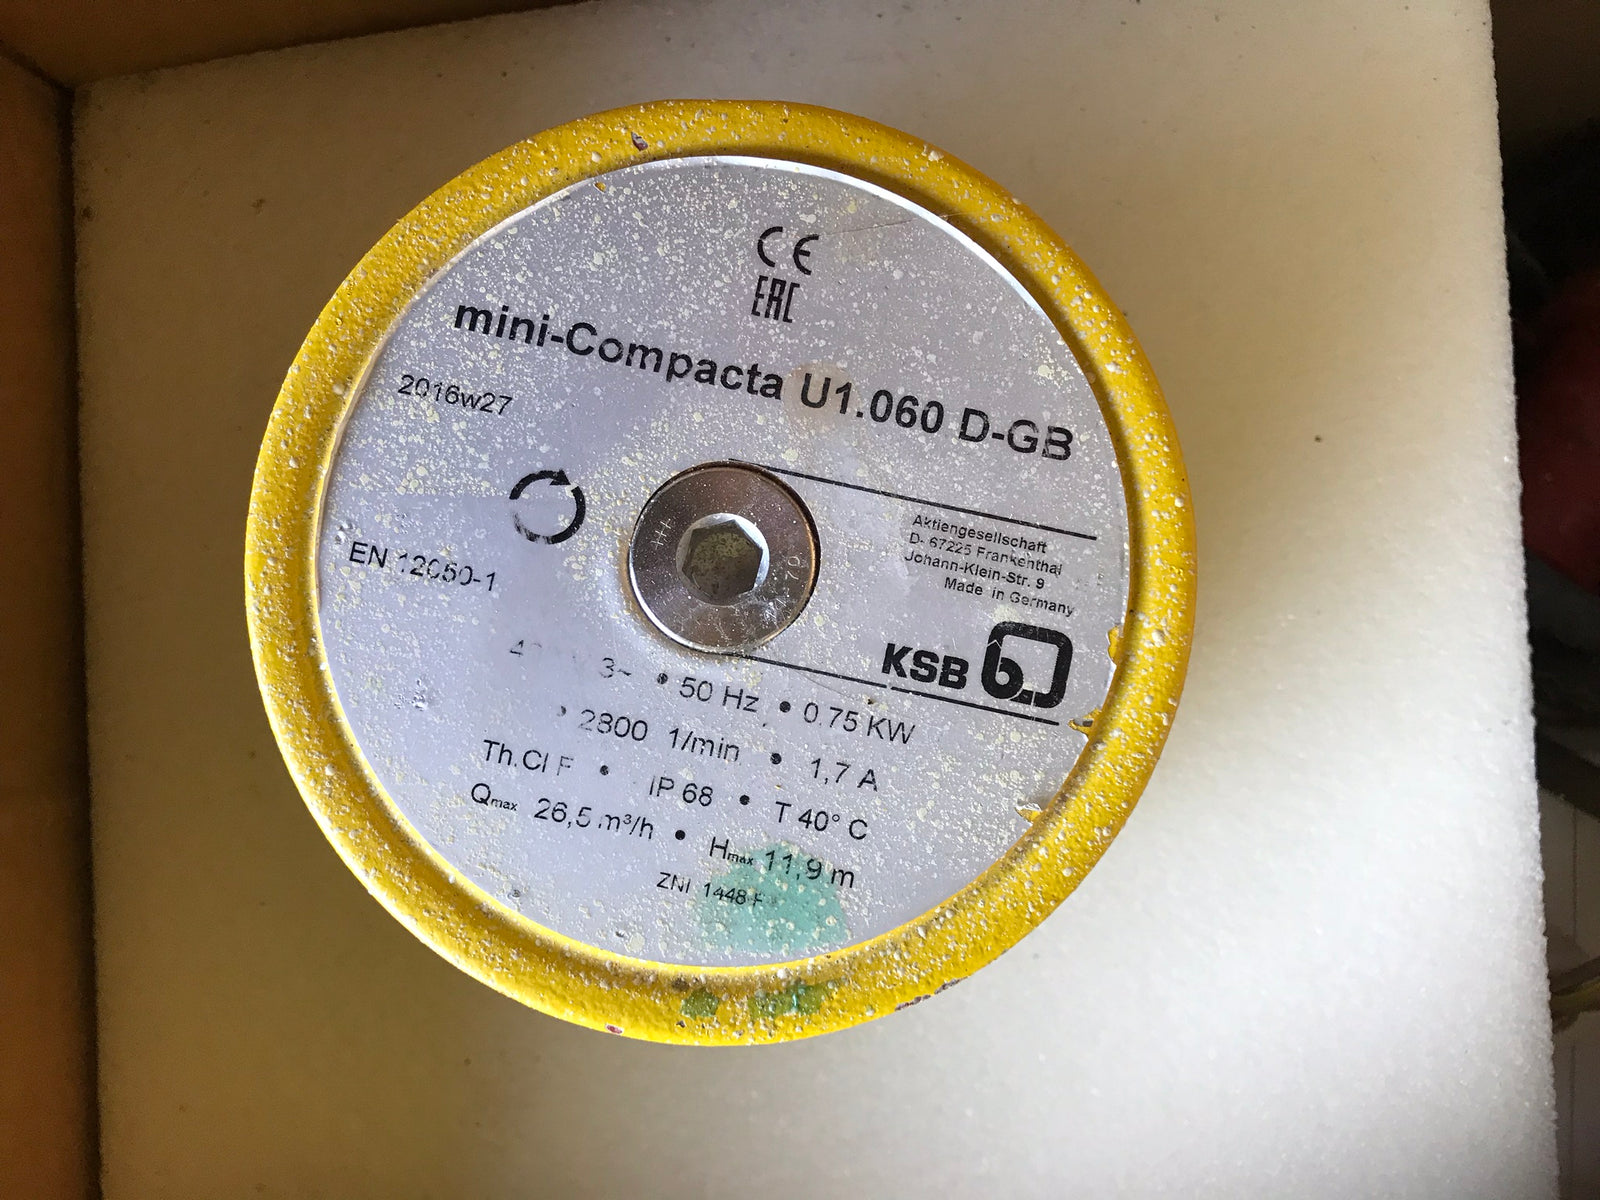 CE
EAC
mini-Compacta U1.060 D-GB
2016w27
EN 12050-1
Aktiengesellschaft
D- 67225 Frankenthal
Johann-Klein-Str. 9
Made in Germany
KSB
3~ • 50 Hz • 0.75 KW
2800 1/min • 1,7 A
Th.Cl F • IP 68 • T 40° C
Qmax 26,5 m³/h • Hmax 11,9 m
ZNI 1448-F